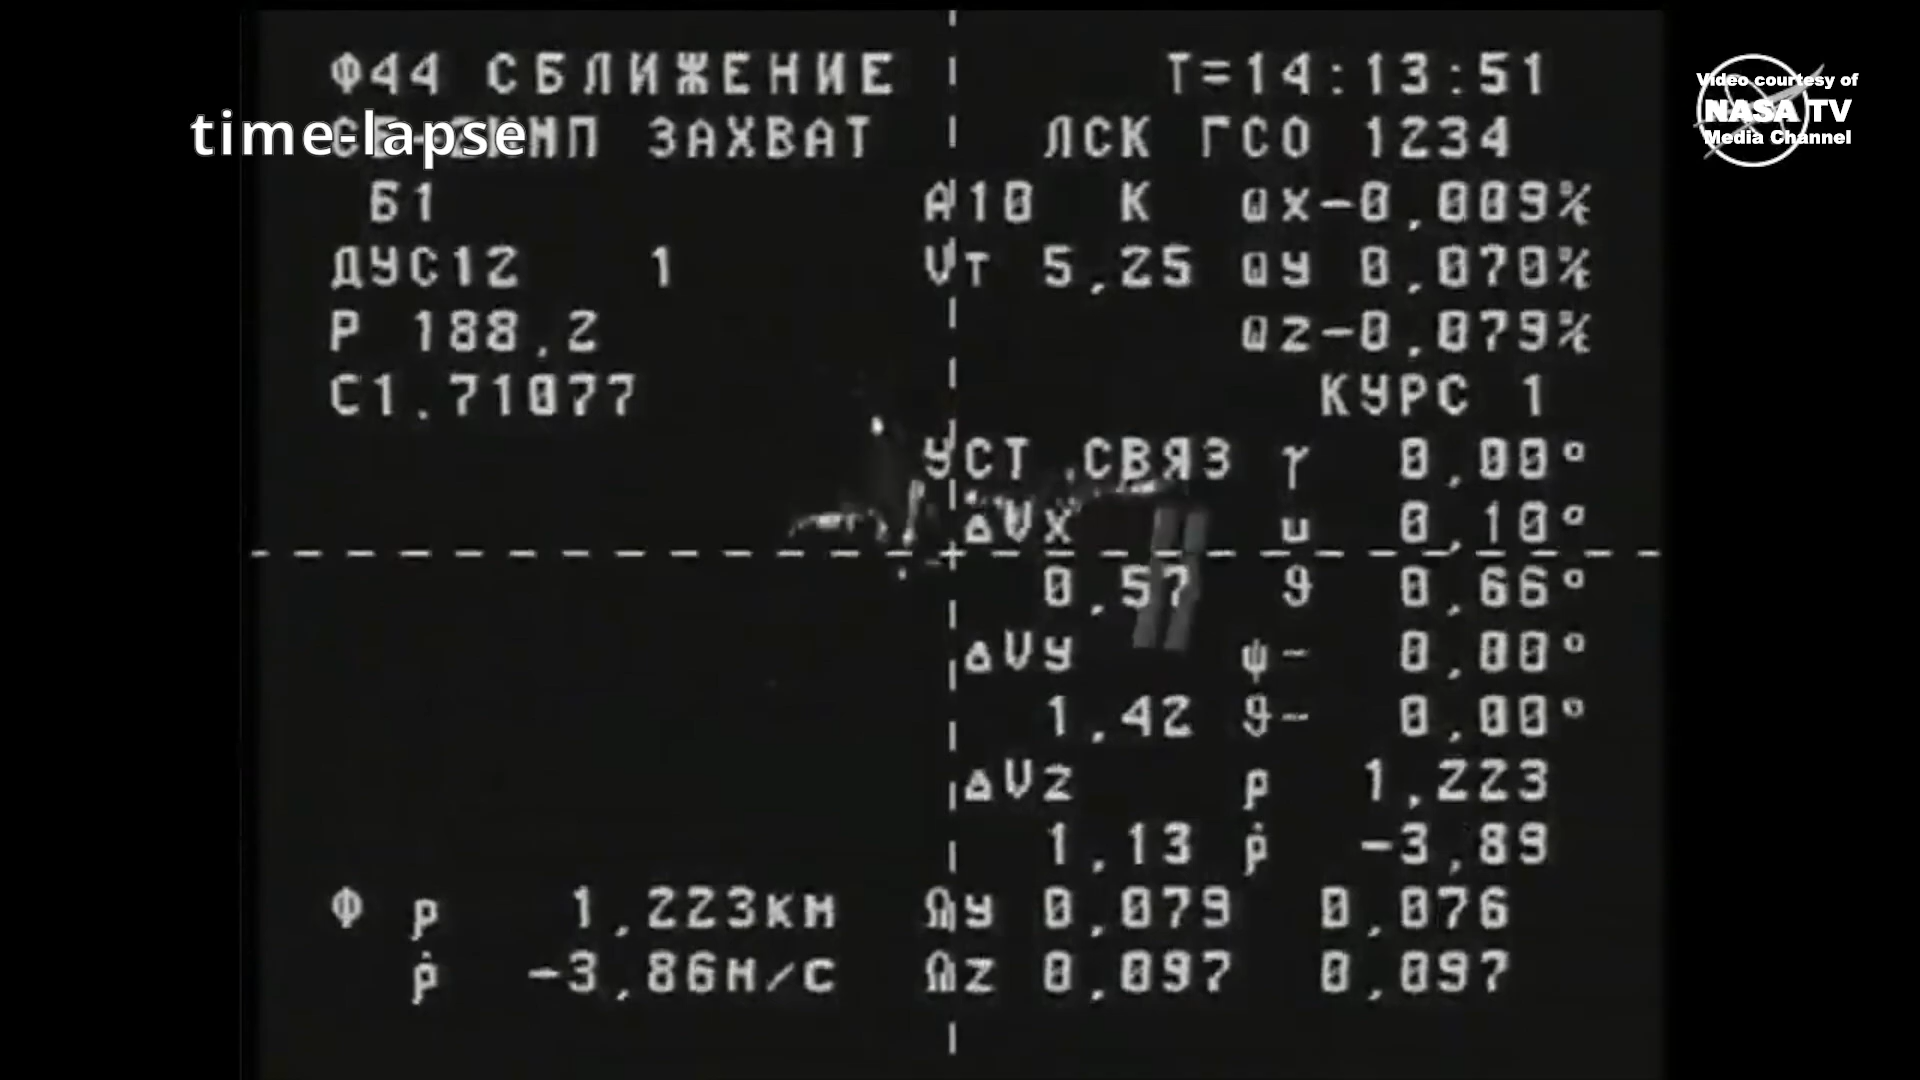 Ф44 СБЛИЖЕНИЕ T=14:13:51
time-lapse
ЗАХВАТ ЛСК ГСО 1234
Б1 А10 К ωx-0,009%
ДУС12 1 Vт 5,25 ωy 0,070%
Р 188,2 ωz-0,079%
С1.71077 КУРС 1
УСТ.СВЯЗ γ 0,00°
ΔVx u 0,10°
0,57 ϑ 0,66°
ΔVy ψ- 0,00°
1,42 ϑ- 0,00°
ΔVz ρ 1,223
1,13 ρ̇ -3,89
Ф ρ 1,223км Ωy 0,079 0,076
ρ̇ -3,86м/с Ωz 0,097 0,097
Video courtesy of
NASA TV
Media Channel